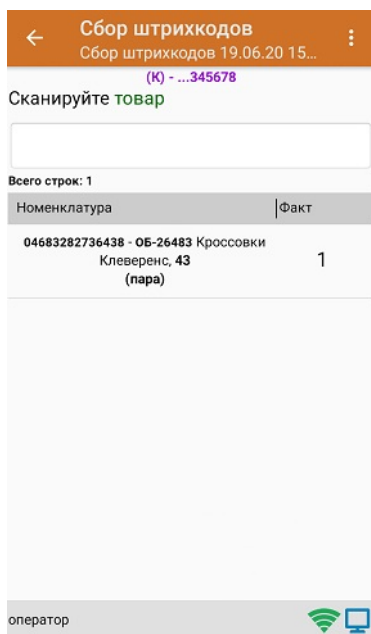 Сбор штрихкодов
Сбор штрихкодов 19.06.20 15...
(К) - ...345678
Сканируйте товар
Всего строк: 1
Номенклатура Факт
04683282736438 - ОБ-26483 Кроссовки
Клеверенс, 43
(пара)
1
оператор